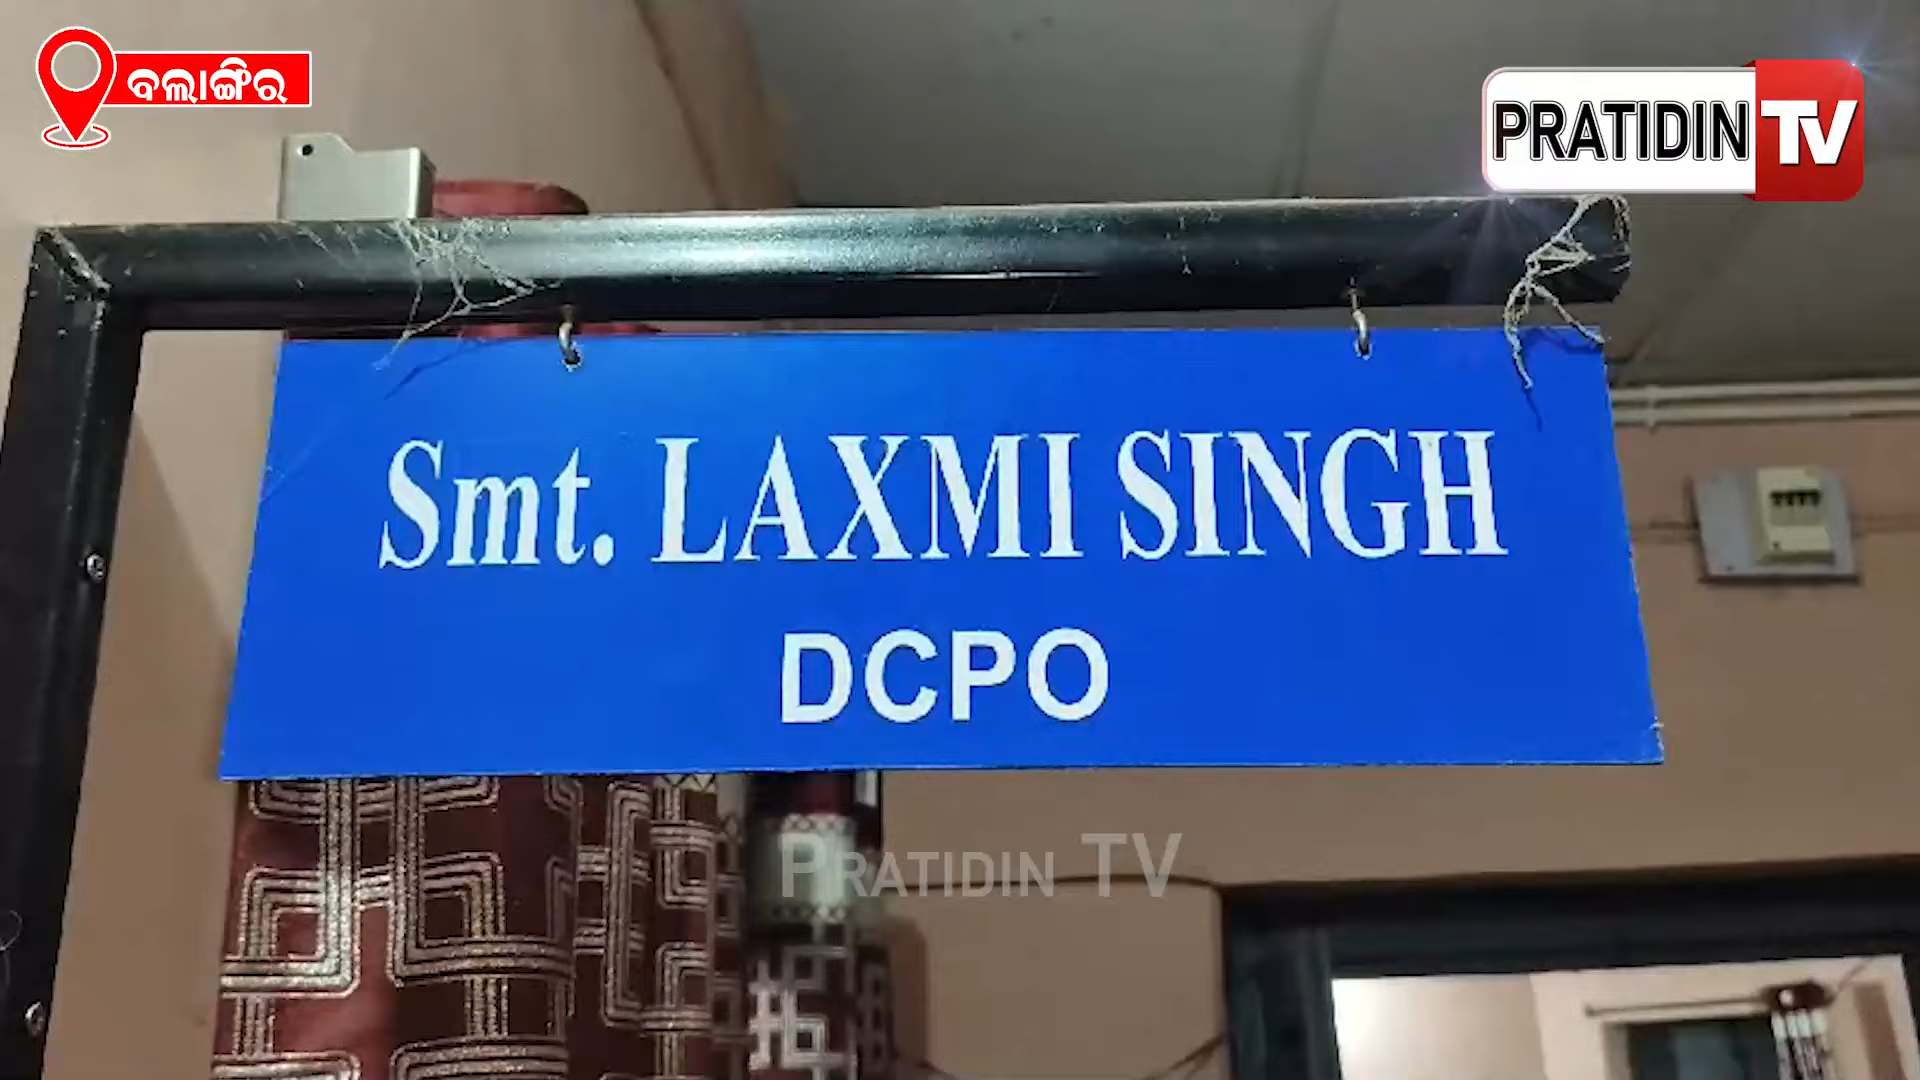 ବଲାଙ୍ଗିର
PRATIDIN TV
Smt. LAXMI SINGH
DCPO
PRATIDIN TV